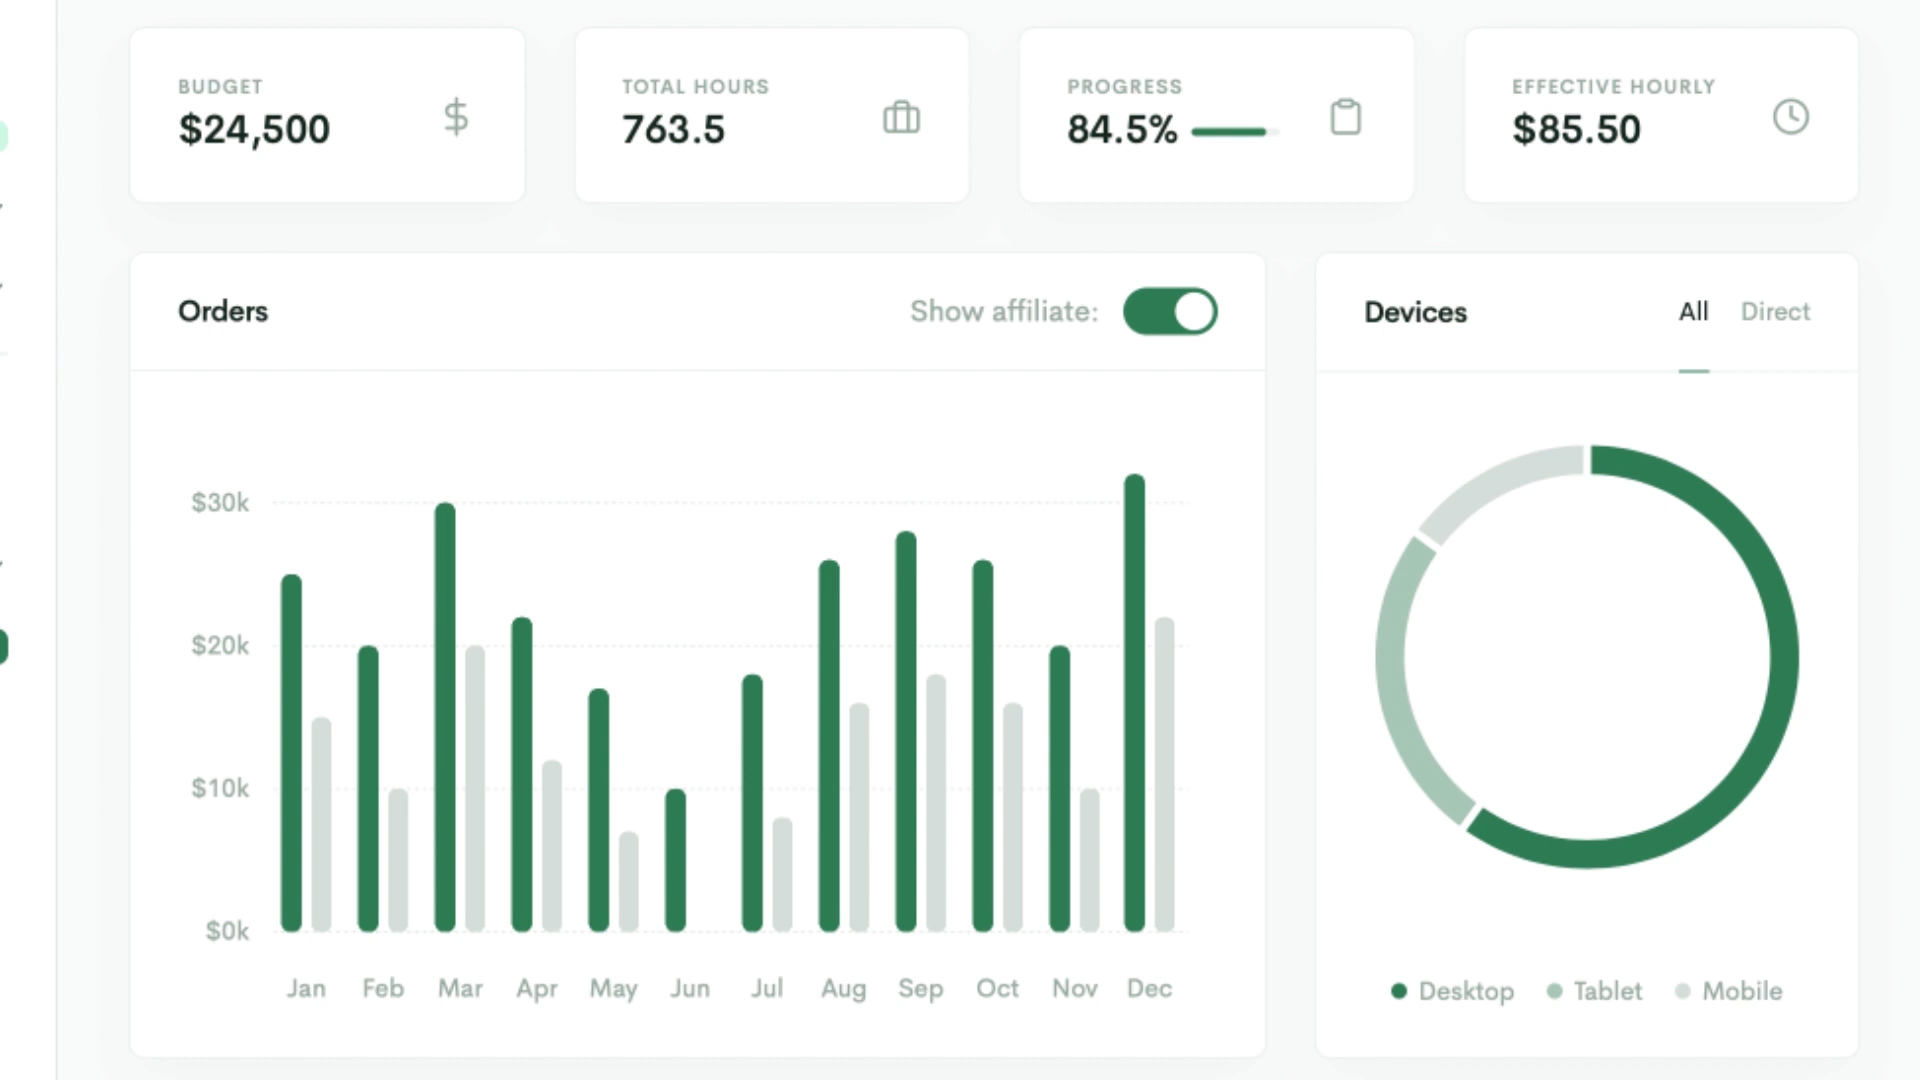 BUDGET
$24,500
TOTAL HOURS
763.5
PROGRESS
84.5%
EFFECTIVE HOURLY
$85.50
Orders
Show affiliate:
$30k
$20k
$10k
$0k
Jan Feb Mar Apr May Jun Jul Aug Sep Oct Nov Dec
Devices
All Direct
Desktop Tablet Mobile